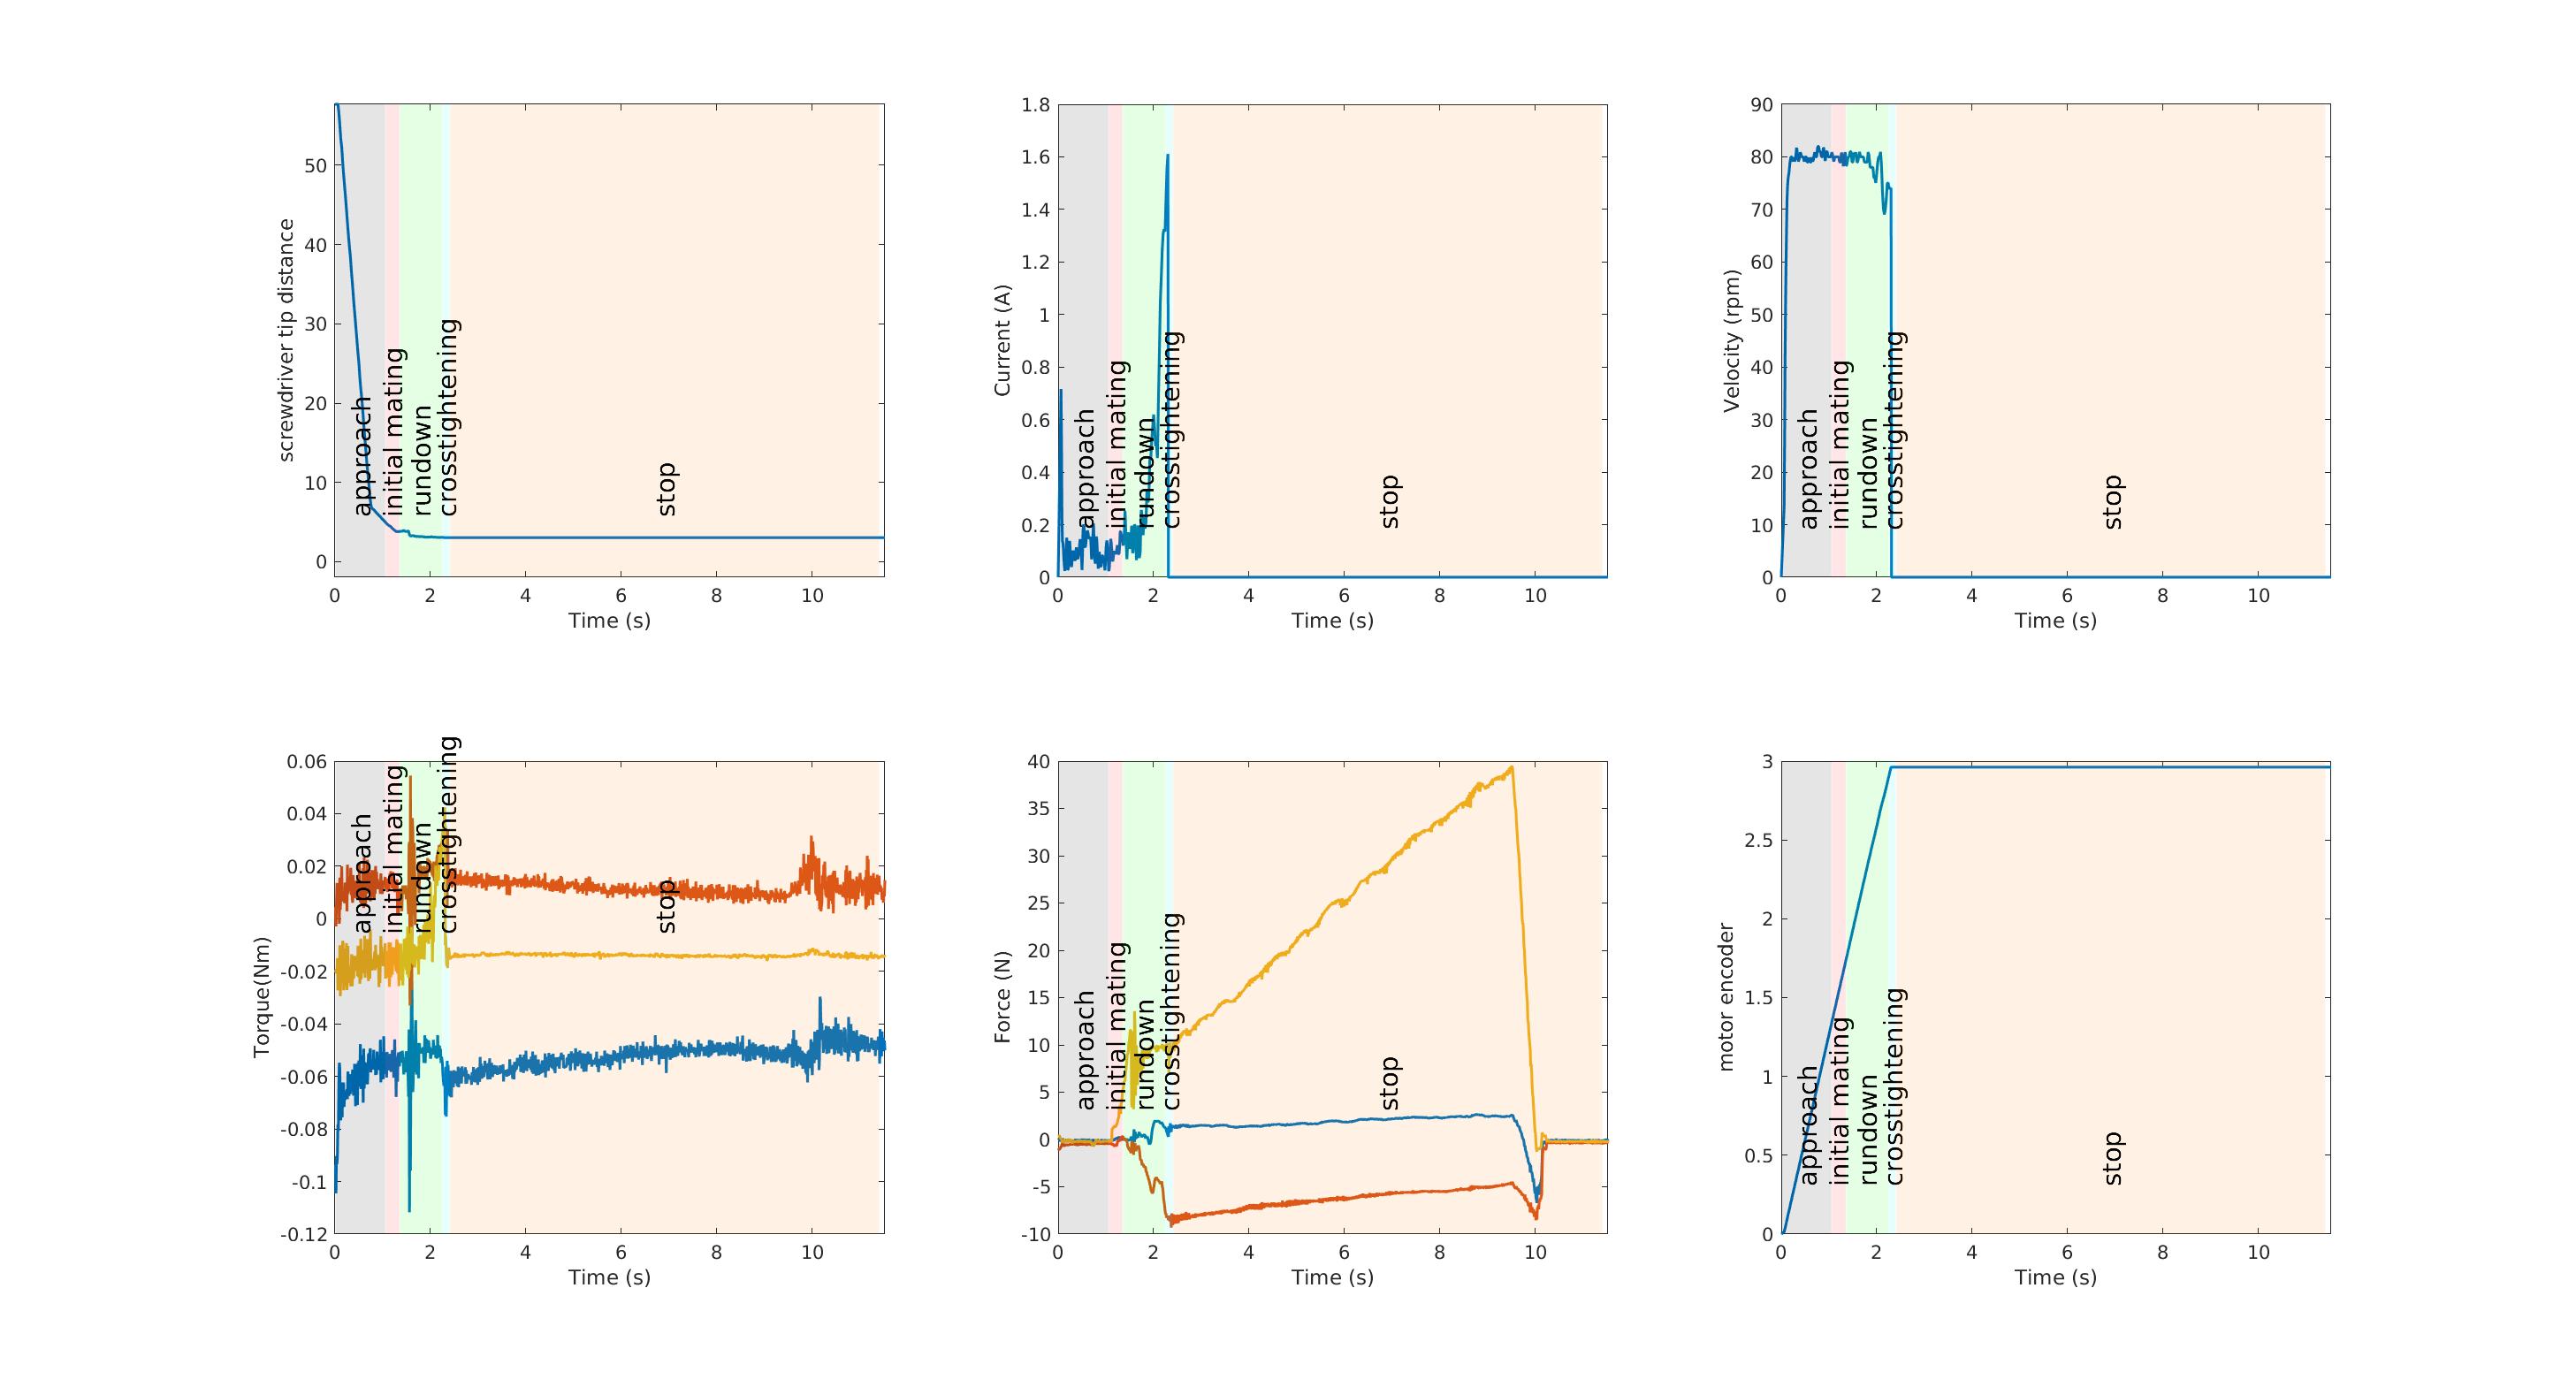 screwdriver tip distance
50
40
30
20
10
0
approach
initial mating
rundown
crosstightening
stop
0 2 4 6 8 10
Time (s)
Current (A)
1.8
1.6
1.4
1.2
1
0.8
0.6
0.4
0.2
0
approach
initial mating
rundown
crosstightening
stop
0 2 4 6 8 10
Time (s)
Velocity (rpm)
90
80
70
60
50
40
30
20
10
0
approach
initial mating
rundown
crosstightening
stop
0 2 4 6 8 10
Time (s)
Torque(Nm)
0.06
0.04
0.02
0
-0.02
-0.04
-0.06
-0.08
-0.1
-0.12
approach
initial mating
rundown
crosstightening
stop
0 2 4 6 8 10
Time (s)
Force (N)
40
35
30
25
20
15
10
5
0
-5
-10
approach
initial mating
rundown
crosstightening
stop
0 2 4 6 8 10
Time (s)
motor encoder
3
2.5
2
1.5
1
0.5
0
approach
initial mating
rundown
crosstightening
stop
0 2 4 6 8 10
Time (s)